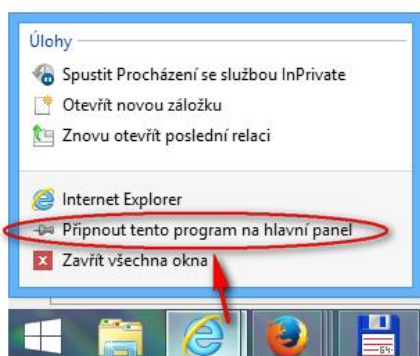 Úlohy
Spustit Procházení se službou InPrivate
Otevřít novou záložku
Znovu otevřít poslední relaci
Internet Explorer
Připnout tento program na hlavní panel
Zavřít všechna okna
64